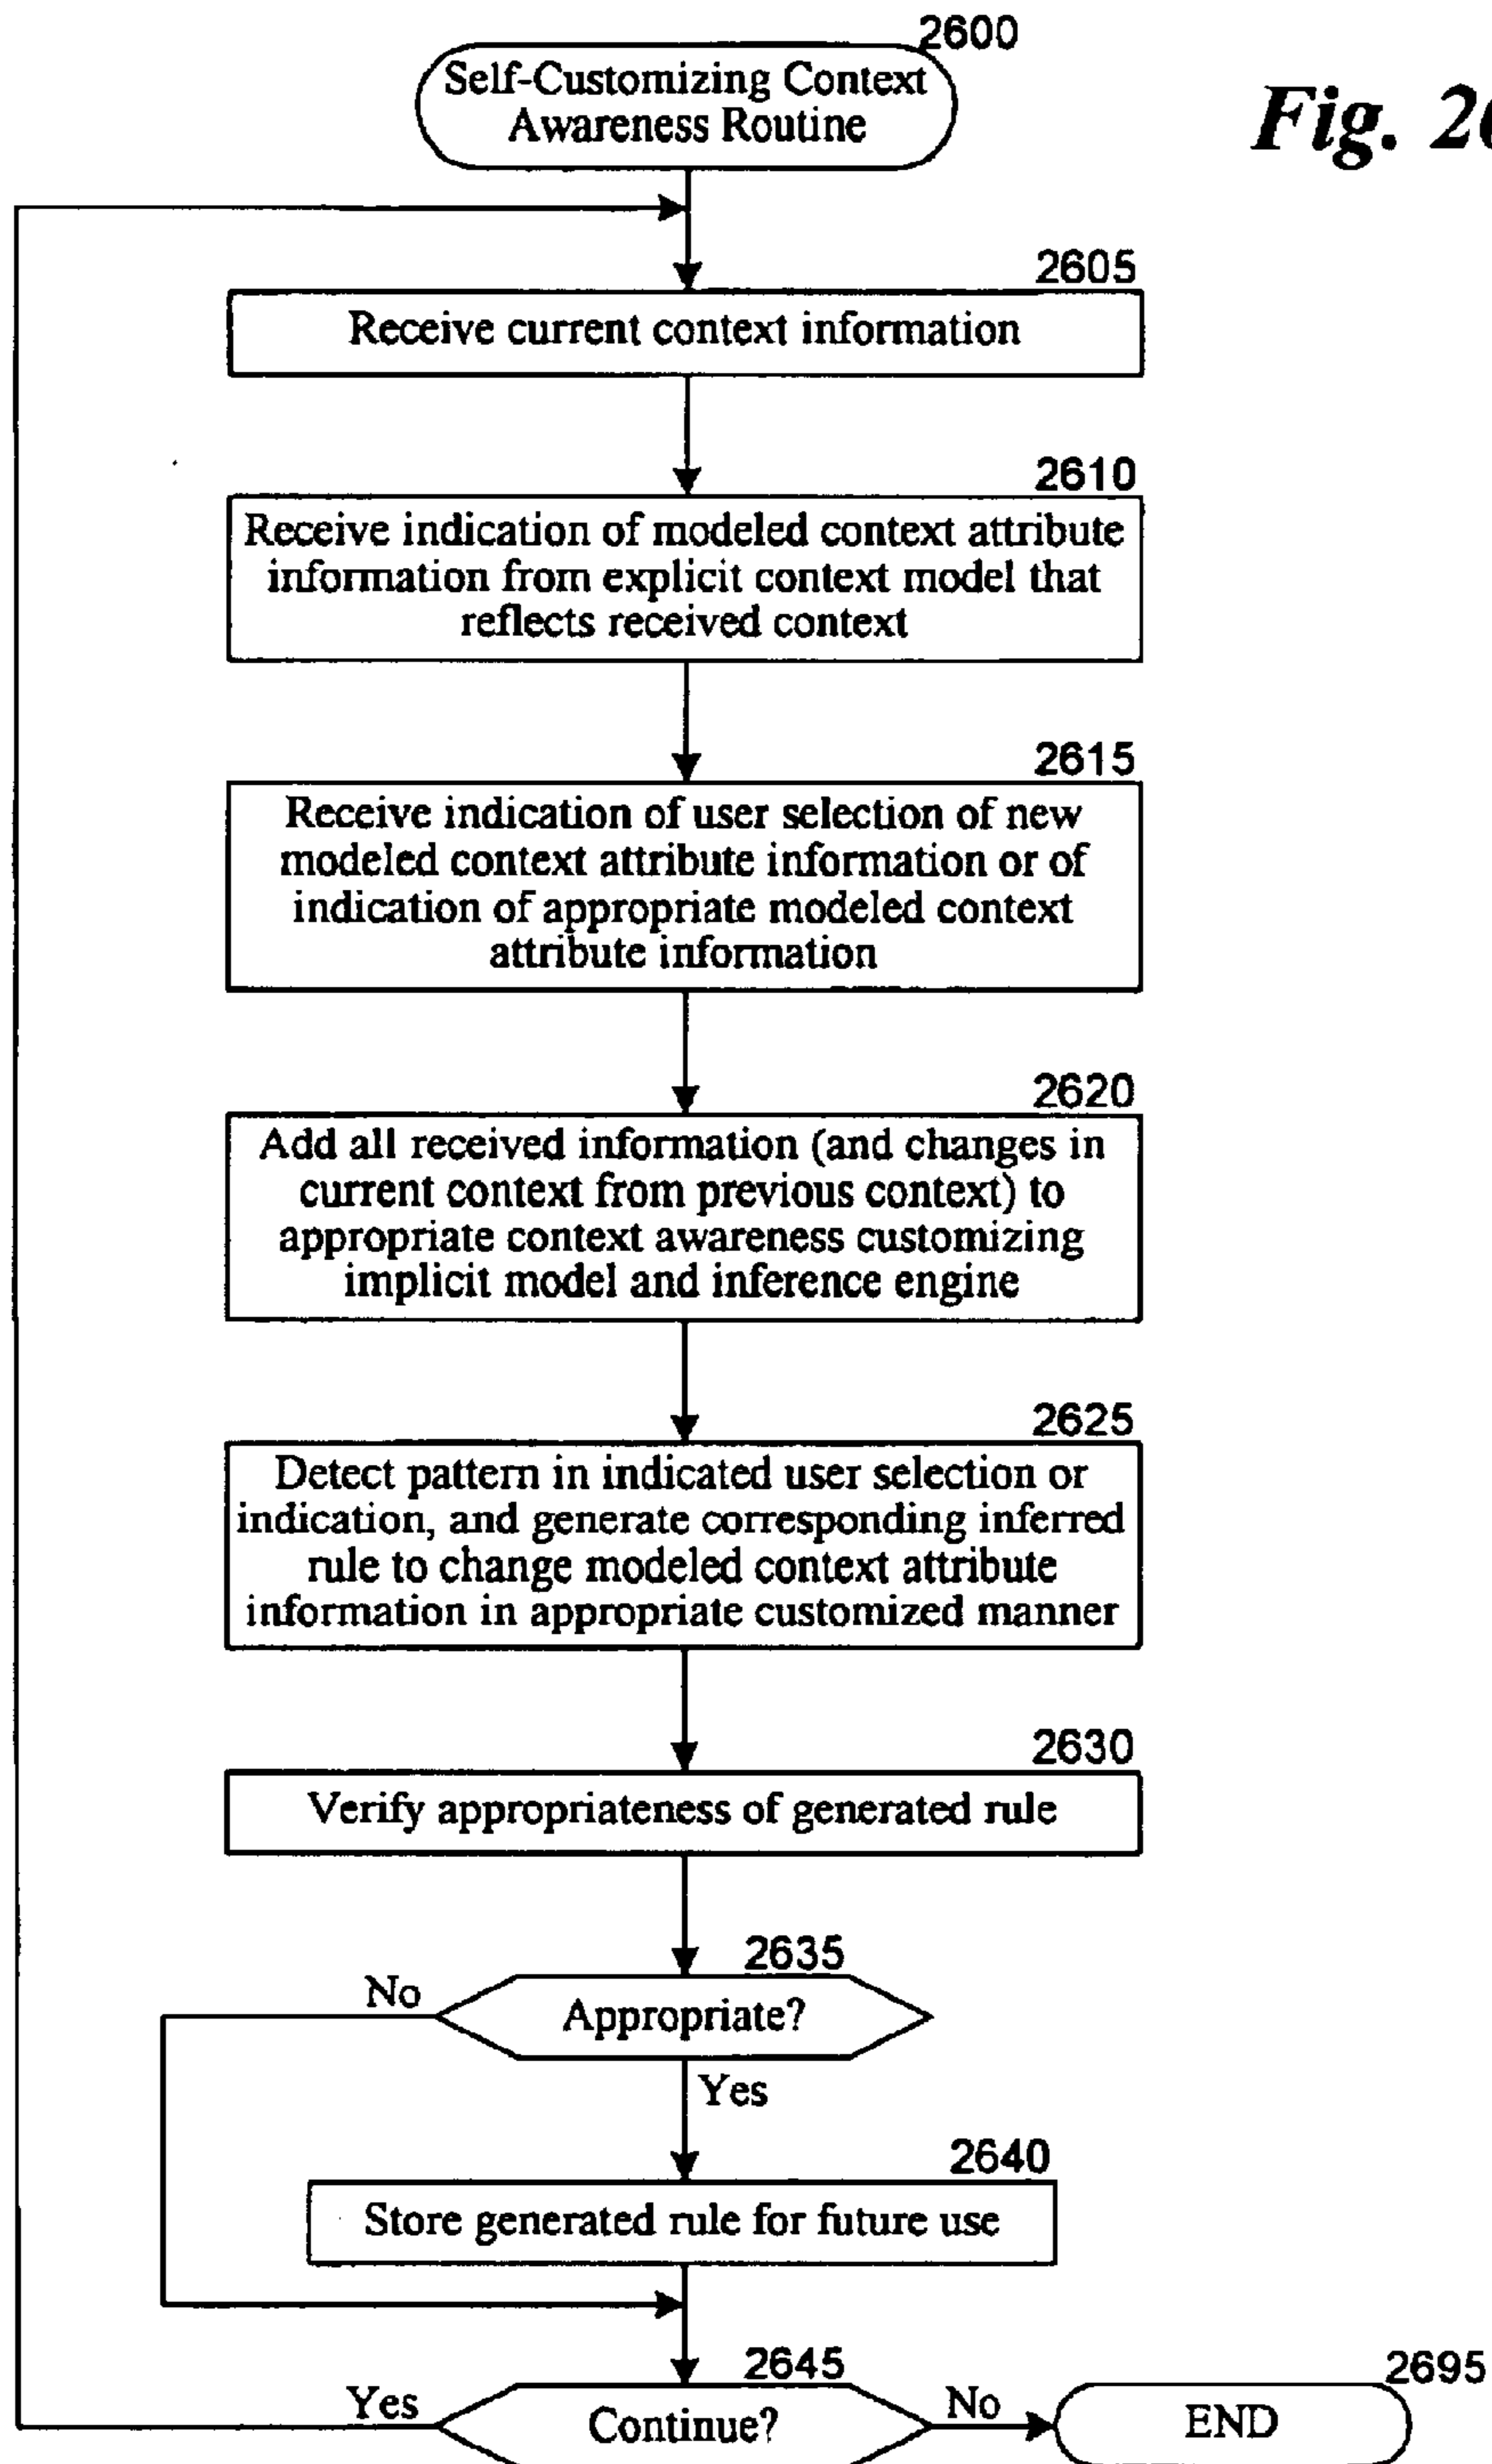 2600
Self-Customizing Context
Awareness Routine
Fig. 26
2605
Receive current context information
2610
Receive indication of modeled context attribute
information from explicit context model that
reflects received context
2615
Receive indication of user selection of new
modeled context attribute information or of
indication of appropriate modeled context
attribute information
2620
Add all received information (and changes in
current context from previous context) to
appropriate context awareness customizing
implicit model and inference engine
2625
Detect pattern in indicated user selection or
indication, and generate corresponding inferred
rule to change modeled context attribute
information in appropriate customized manner
2630
Verify appropriateness of generated rule
2635
No
Appropriate?
Yes
2640
Store generated rule for future use
2645
2695
Yes
Continue?
No
END